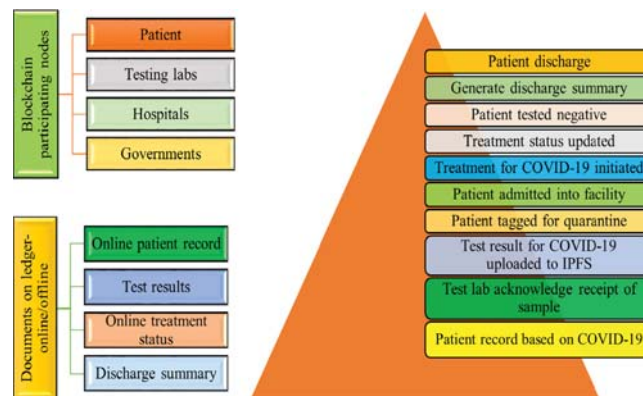 Blockchain
participating nodes
Patient
Testing labs
Hospitals
Governments
Documents on ledger-
online/offline
Online patient record
Test results
Online treatment
status
Discharge summary
Patient discharge
Generate discharge summary
Patient tested negative
Treatment status updated
Treatment for COVID-19 initiated
Patient admitted into facility
Patient tagged for quarantine
Test result for COVID-19
uploaded to IPFS
Test lab acknowledge receipt of
sample
Patient record based on COVID-19